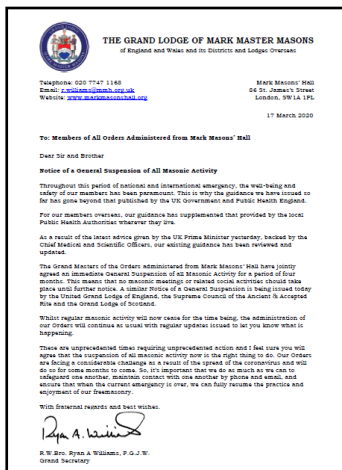 THE GRAND LODGE OF MARK MASTER MASONS
of England and Wales and its Districts and Lodges Overseas
Telephone: 020 7747 1163
Email: r.williams@mmh.org.uk
Website: www.markmasonshall.org
Mark Masons' Hall
86 St. James's Street
London, SW1A 1PL
17 March 2020
To: Members of All Orders Administered from Mark Masons' Hall
Dear Sir and Brother
Notice of a General Suspension of All Masonic Activity
Throughout this period of national and international emergency, the well-being and
safety of our members has been paramount. This is why the guidance we have issued so
far has gone beyond that published by the UK Government and Public Health England.
For our members overseas, our guidance has supplemented that provided by the local
Public Health Authorities wherever they live.
As a result of the latest advice given by the UK Prime Minister yesterday, backed by the
Chief Medical and Scientific Officers, our existing guidance has been reviewed and
updated.
The Grand Masters of the Orders administered from Mark Masons' Hall have jointly
agreed an immediate General Suspension of all Masonic Activity for a period of four
months. This means that no masonic meetings or related social activities should take
place until further notice. A similar Notice of a General Suspension is being issued today
by the United Grand Lodge of England, the Supreme Council of the Ancient & Accepted
Rite and the Grand Lodge of Scotland.
Whilst regular masonic activity will now cease for the time being, the administration of
our Orders will continue as usual with regular updates issued to let you know what is
happening.
These are unprecedented times requiring unprecedented action and I feel sure you will
agree that the suspension of all masonic activity now is the right thing to do. Our Orders
are facing a considerable challenge as a result of the spread of the coronavirus and will
do so for some months to come. So, it's important that we do as much as we can to
safeguard one another, maintain contact with one another by phone and email, and
ensure that when the current emergency is over, we can fully resume the practice and
enjoyment of our freemasonry.
With fraternal regards and best wishes.
Ryan A. Williams
R.W.Bro. Ryan A Williams, P.G.J.W.
Grand Secretary